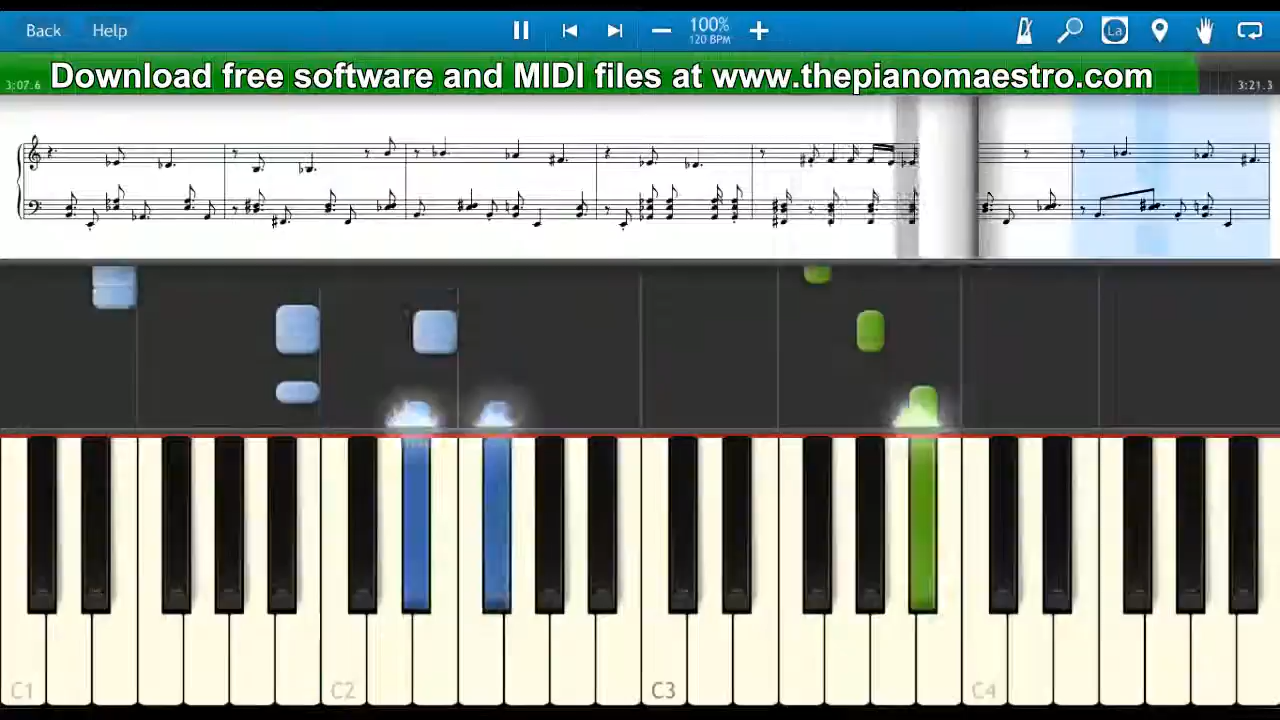 Back Help 100% La
120 BPM
Download free software and MIDI files at www.thepianomaestro.com
3:07.6 3:21.3
C1 C2 C3 C4